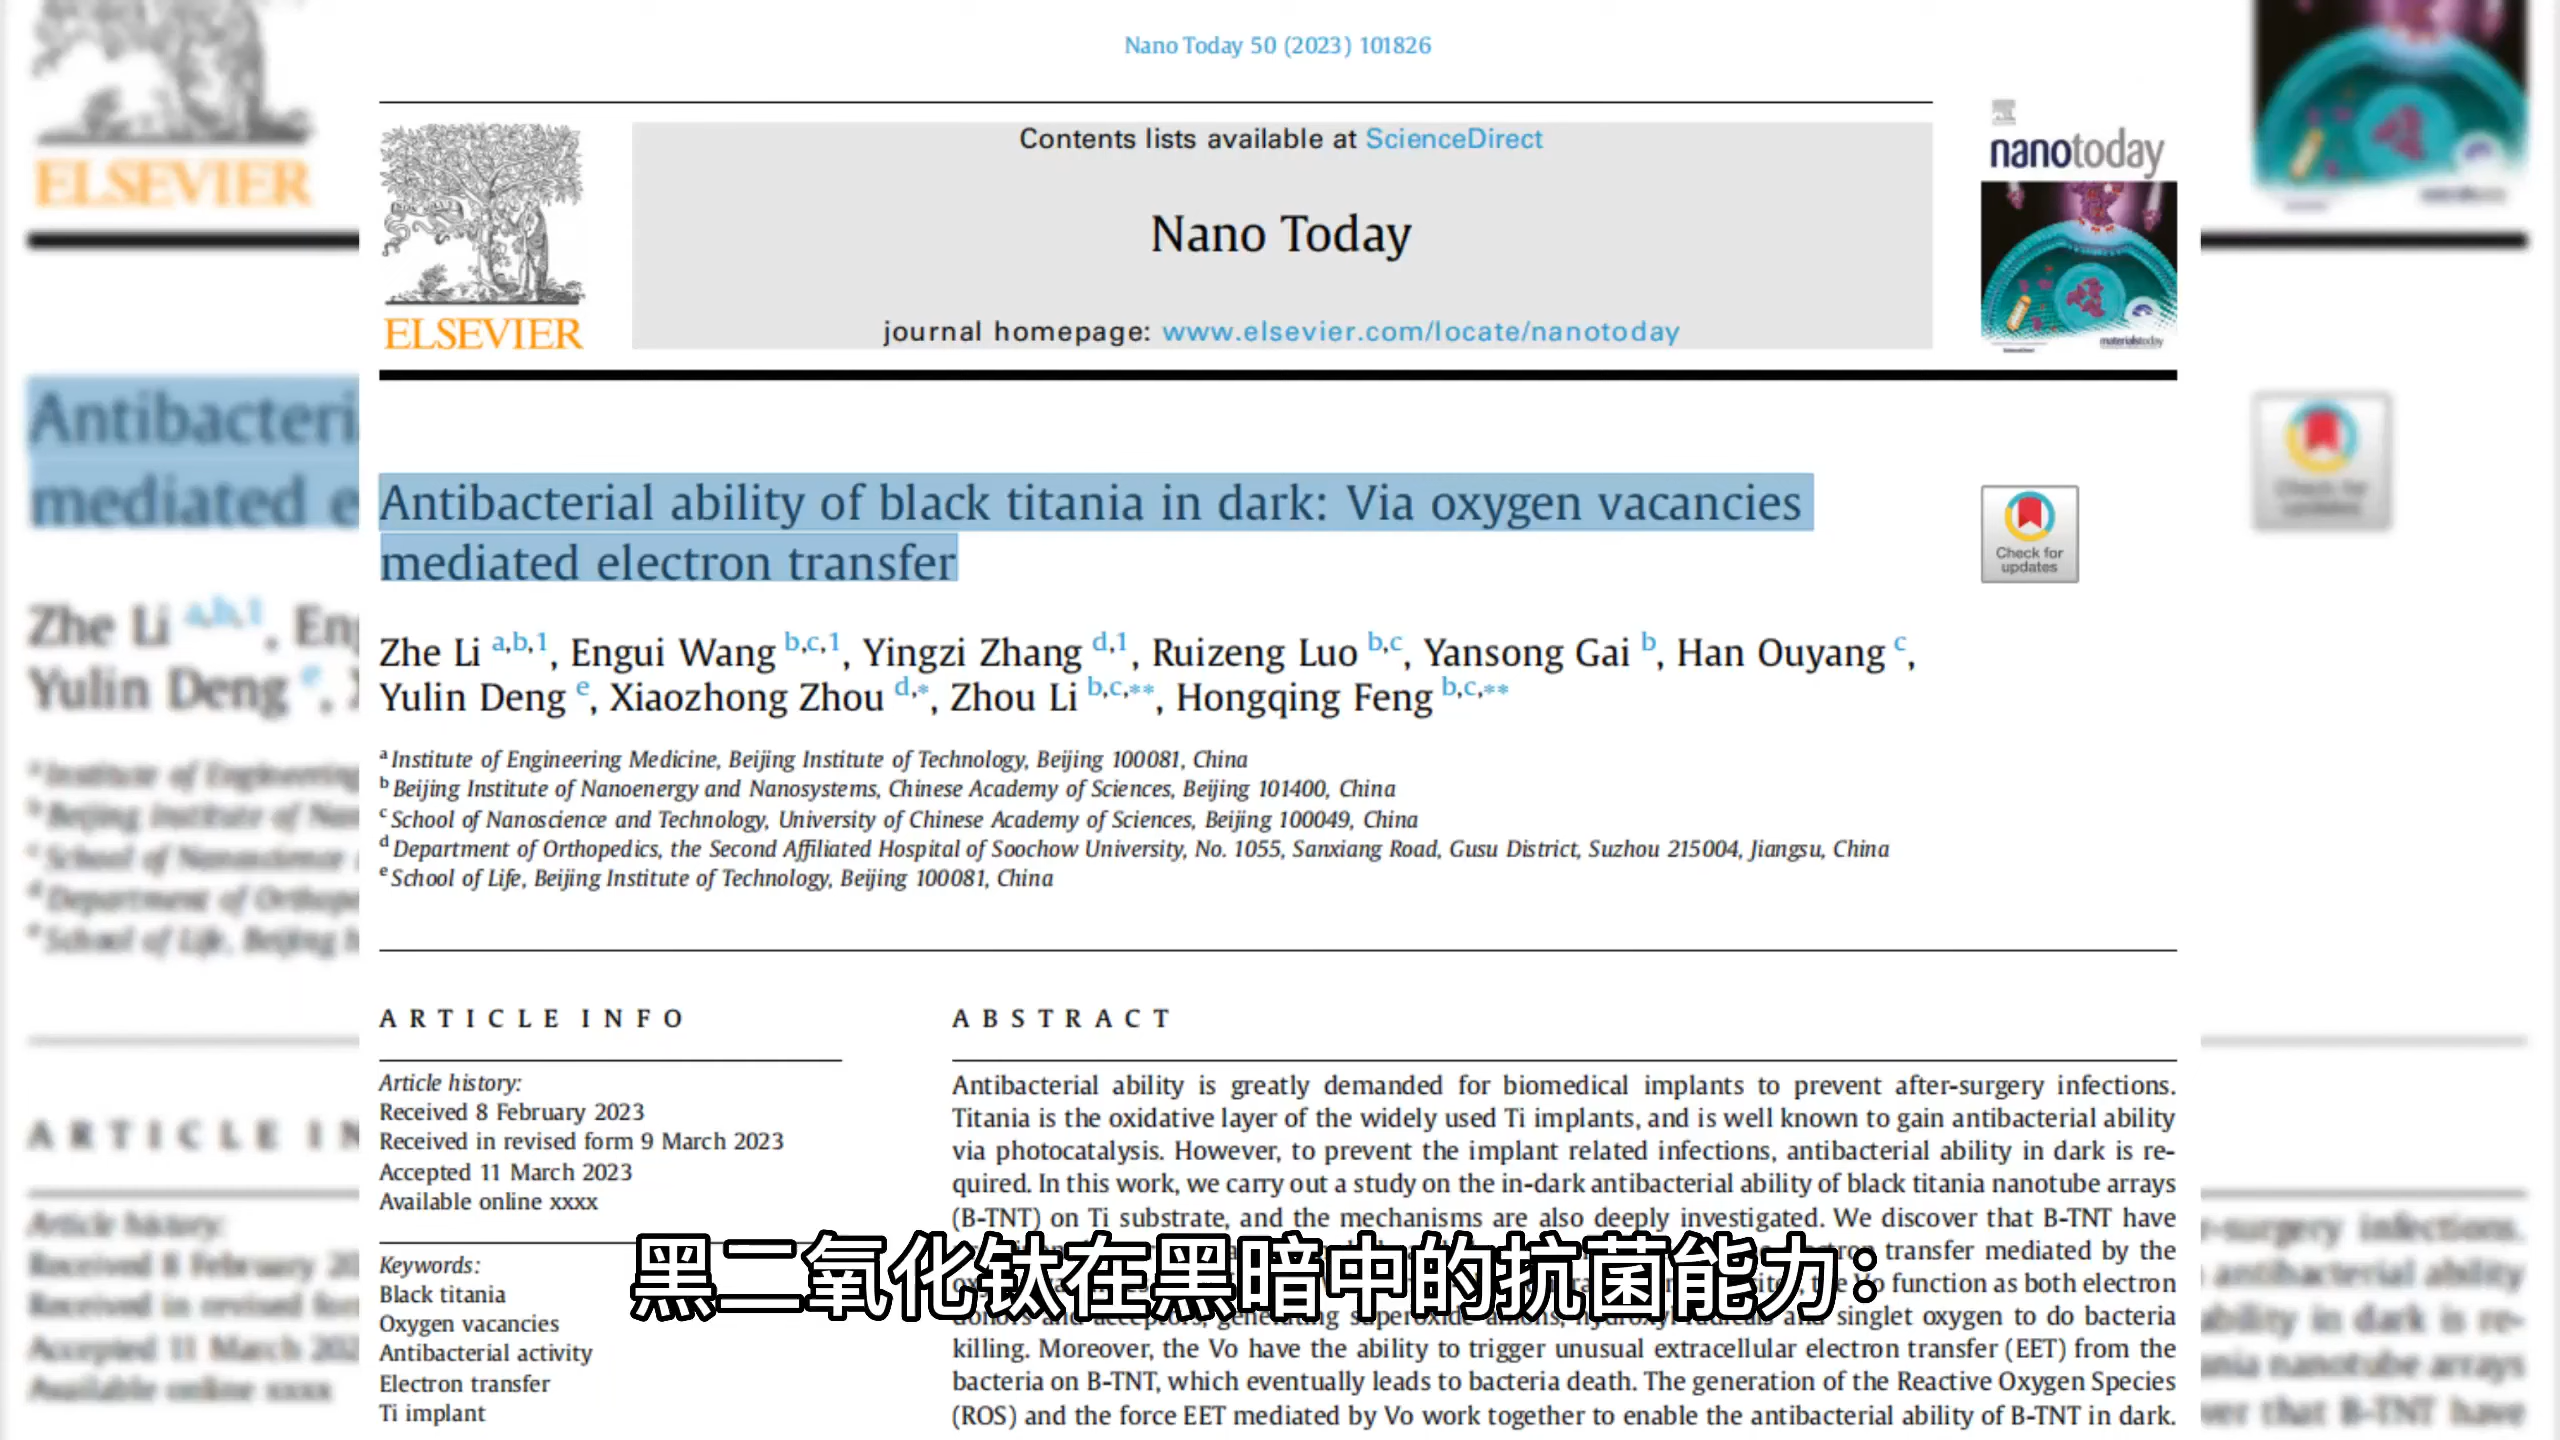 Nano Today 50 (2023) 101826
Contents lists available at ScienceDirect
Nano Today
journal homepage: www.elsevier.com/locate/nanotoday
ELSEVIER
nanotoday
materialstoday
Antibacterial ability of black titania in dark: Via oxygen vacancies
mediated electron transfer
Check for
updates
Zhe Li a,b,1, Engui Wang b,c,1, Yingzi Zhang d,1, Ruizeng Luo b,c, Yansong Gai b, Han Ouyang c,
Yulin Deng e, Xiaozhong Zhou d,*, Zhou Li b,c,**, Hongqing Feng b,c,**
a Institute of Engineering Medicine, Beijing Institute of Technology, Beijing 100081, China
b Beijing Institute of Nanoenergy and Nanosystems, Chinese Academy of Sciences, Beijing 101400, China
c School of Nanoscience and Technology, University of Chinese Academy of Sciences, Beijing 100049, China
d Department of Orthopedics, the Second Affiliated Hospital of Soochow University, No. 1055, Sanxiang Road, Gusu District, Suzhou 215004, Jiangsu, China
e School of Life, Beijing Institute of Technology, Beijing 100081, China
ARTICLE INFO
Article history:
Received 8 February 2023
Received in revised form 9 March 2023
Accepted 11 March 2023
Available online xxxx
Keywords:
Black titania
Oxygen vacancies
Antibacterial activity
Electron transfer
Ti implant
ABSTRACT
Antibacterial ability is greatly demanded for biomedical implants to prevent after-surgery infections.
Titania is the oxidative layer of the widely used Ti implants, and is well known to gain antibacterial ability
via photocatalysis. However, to prevent the implant related infections, antibacterial ability in dark is re-
quired. In this work, we carry out a study on the in-dark antibacterial ability of black titania nanotube arrays
(B-TNT) on Ti substrate, and the mechanisms are also deeply investigated. We discover that B-TNT have
transfer mediated by the
the Vo function as both electron
donors and acceptors, generating superoxide anions, hydroxyl radicals and singlet oxygen to do bacteria
killing. Moreover, the Vo have the ability to trigger unusual extracellular electron transfer (EET) from the
bacteria on B-TNT, which eventually leads to bacteria death. The generation of the Reactive Oxygen Species
(ROS) and the force EET mediated by Vo work together to enable the antibacterial ability of B-TNT in dark.
黑二氧化钛在黑暗中的抗菌能力：